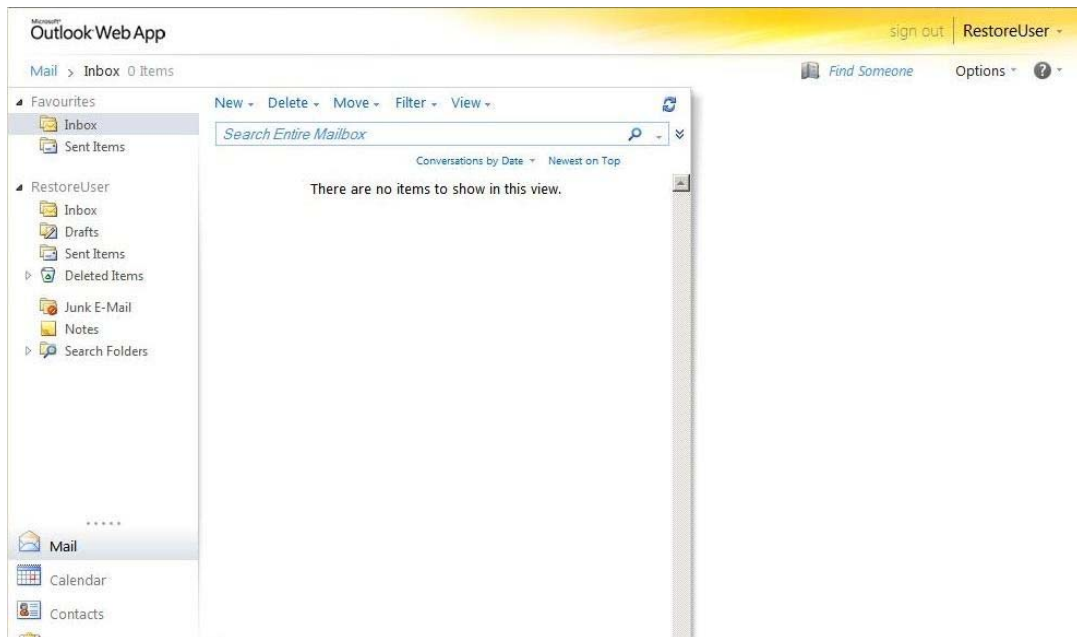 Microsoft®
Outlook Web App
sign out RestoreUser
Mail > Inbox 0 Items
Find Someone Options ?
Favourites
Inbox
Sent Items
RestoreUser
Inbox
Drafts
Sent Items
Deleted Items
Junk E-Mail
Notes
Search Folders
Mail
Calendar
Contacts
New Delete Move Filter View
Search Entire Mailbox
Conversations by Date Newest on Top
There are no items to show in this view.